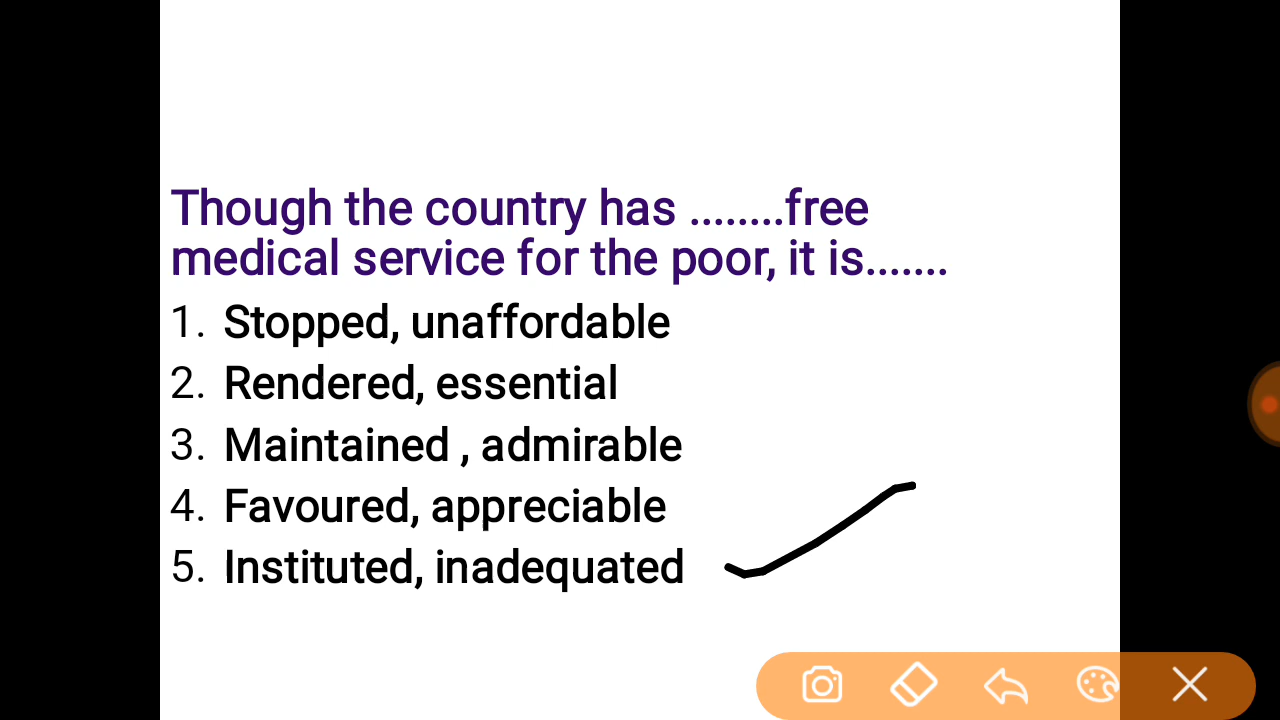 Though the country has ........free
medical service for the poor, it is.......
1. Stopped, unaffordable
2. Rendered, essential
3. Maintained , admirable
4. Favoured, appreciable
5. Instituted, inadequated